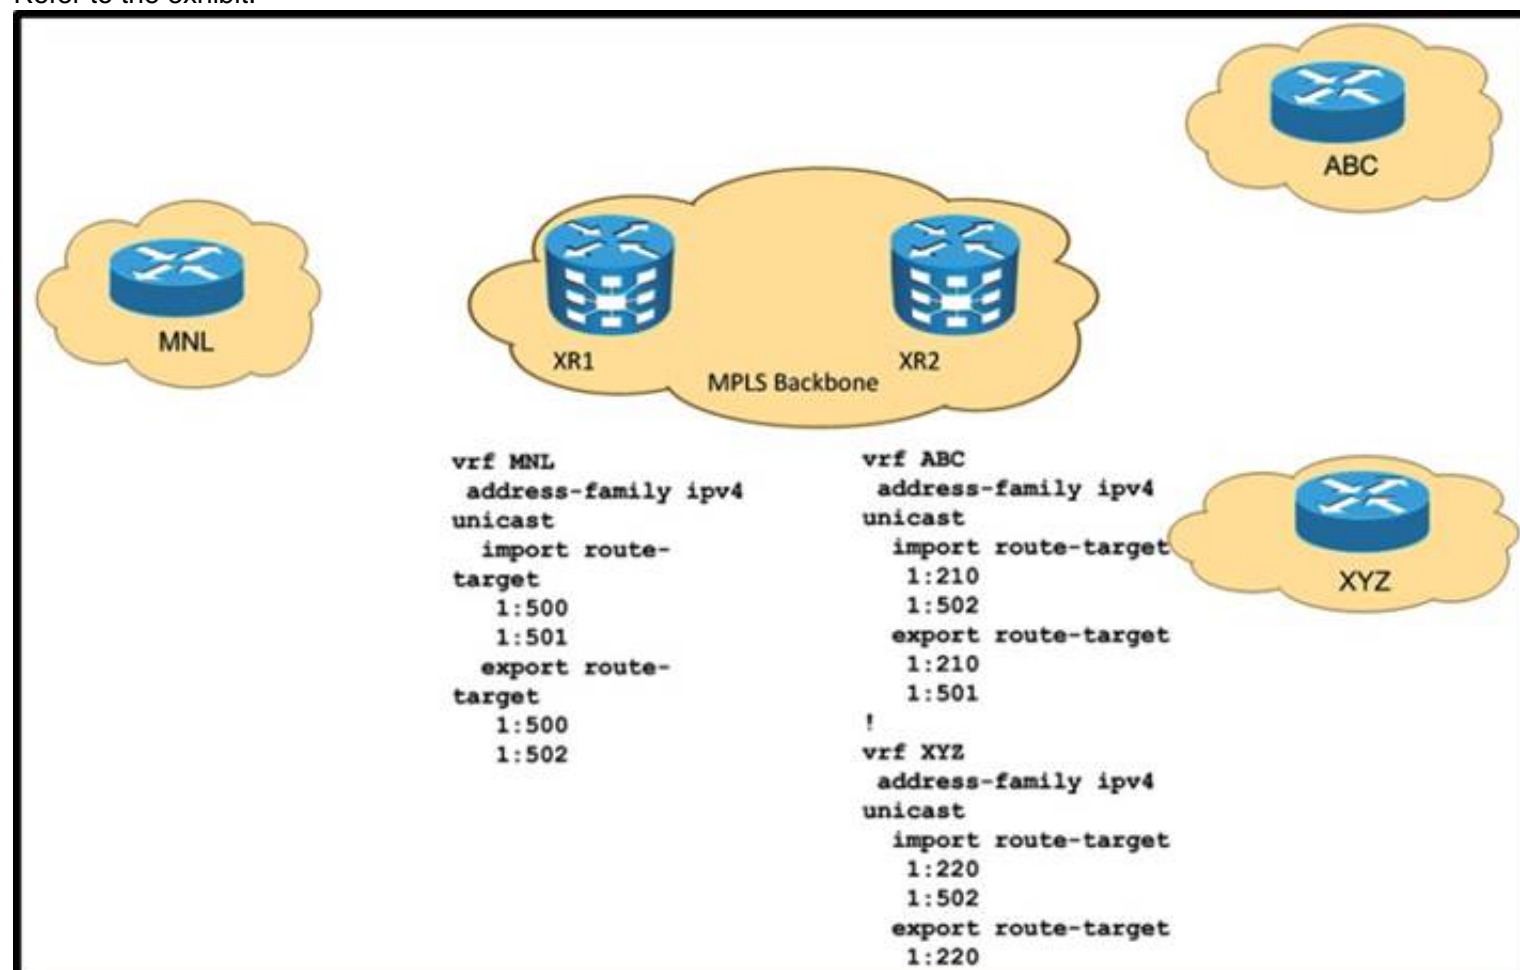 Refer to the exhibit.
ABC
MNL
XR1
XR2
MPLS Backbone
XYZ
vrf MNL
address-family ipv4
unicast
import route-
target
1:500
1:501
export route-
target
1:500
1:502
vrf ABC
address-family ipv4
unicast
import route-target
1:210
1:502
export route-target
1:210
1:501
!
vrf XYZ
address-family ipv4
unicast
import route-target
1:220
1:502
export route-target
1:220